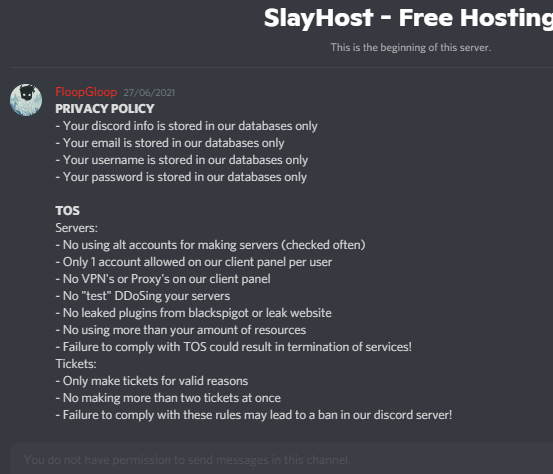 SlayHost - Free Hosting
This is the beginning of this server.
FloopGloop 27/06/2021
PRIVACY POLICY
- Your discord info is stored in our databases only
- Your email is stored in our databases only
- Your username is stored in our databases only
- Your password is stored in our databases only
TOS
Servers:
- No using alt accounts for making servers (checked often)
- Only 1 account allowed on our client panel per user
- No VPN's or Proxy's on our client panel
- No "test" DDoSing your servers
- No leaked plugins from blackspigot or leak website
- No using more than your amount of resources
- Failure to comply with TOS could result in termination of services!
Tickets:
- Only make tickets for valid reasons
- No making more than two tickets at once
- Failure to comply with these rules may lead to a ban in our discord server!
You do not have permission to send messages in this channel.